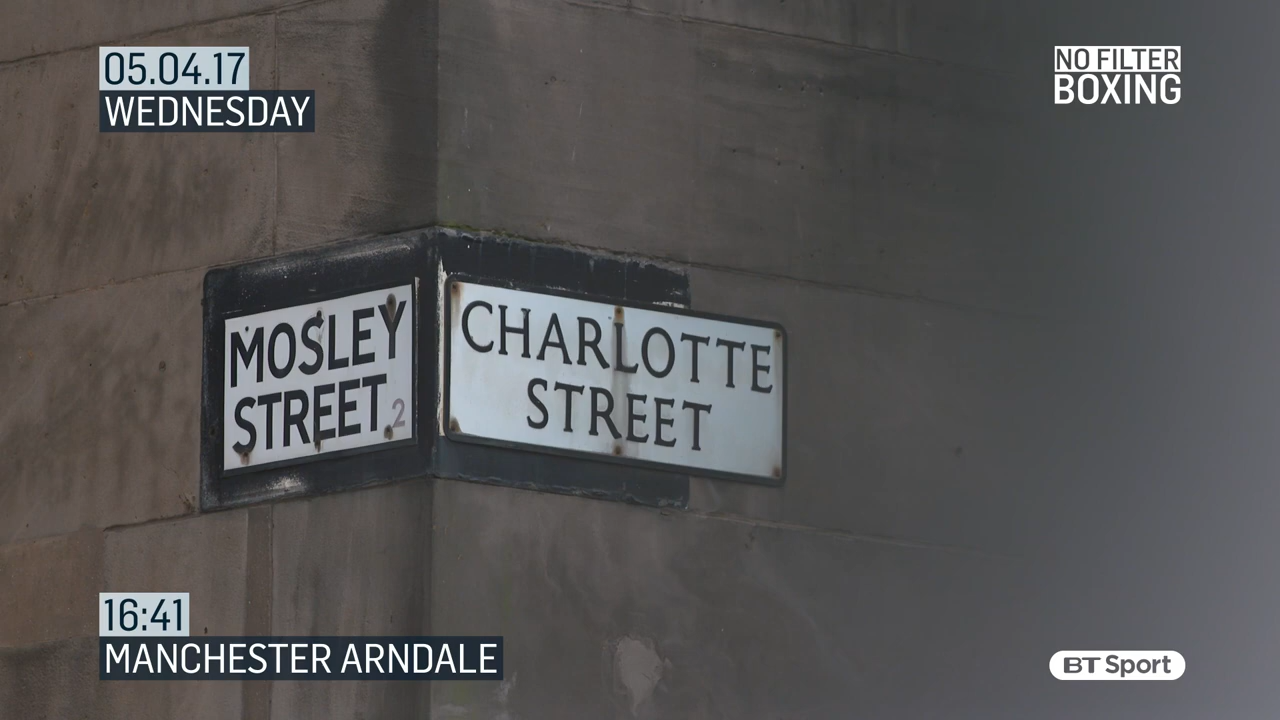 05.04.17
WEDNESDAY
NO FILTER
BOXING
MOSLEY
STREET 2
CHARLOTTE
STREET
16:41
MANCHESTER ARNDALE
BT Sport